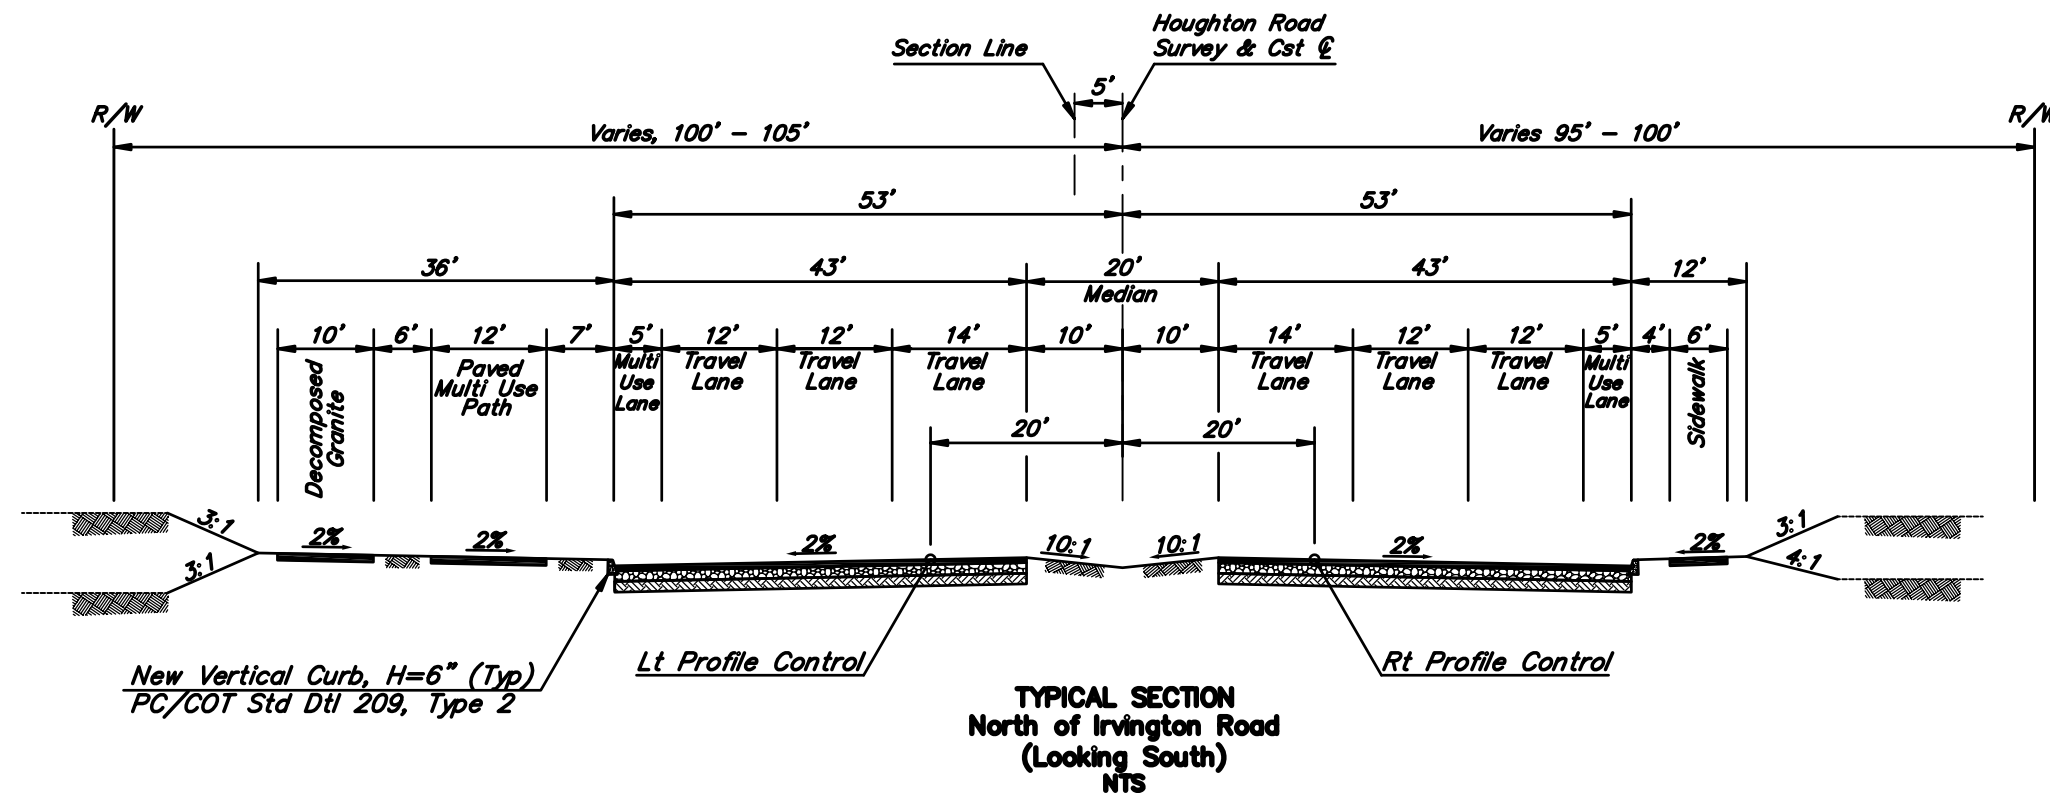 Houghton Road
Section Line
Survey & Cst ℄
5'
R/W
R/W
Varies, 100' - 105'
Varies 95' - 100'
53'
53'
36'
43'
20'
43'
12'
Median
10'
6'
12'
7'
5'
12'
12'
14'
10'
10'
14'
12'
12'
5'
4'
6'
Decomposed
Granite
Paved
Multi Use
Path
Multi
Use
Lane
Travel
Lane
Travel
Lane
Travel
Lane
Travel
Lane
Travel
Lane
Travel
Lane
Multi
Use
Lane
Sidewalk
20'
20'
3:1
3:1
2%
2%
2%
10:1
10:1
2%
2%
3:1
4:1
New Vertical Curb, H=6" (Typ)
PC/COT Std Dtl 209, Type 2
Lt Profile Control
Rt Profile Control
TYPICAL SECTION
North of Irvington Road
(Looking South)
NTS